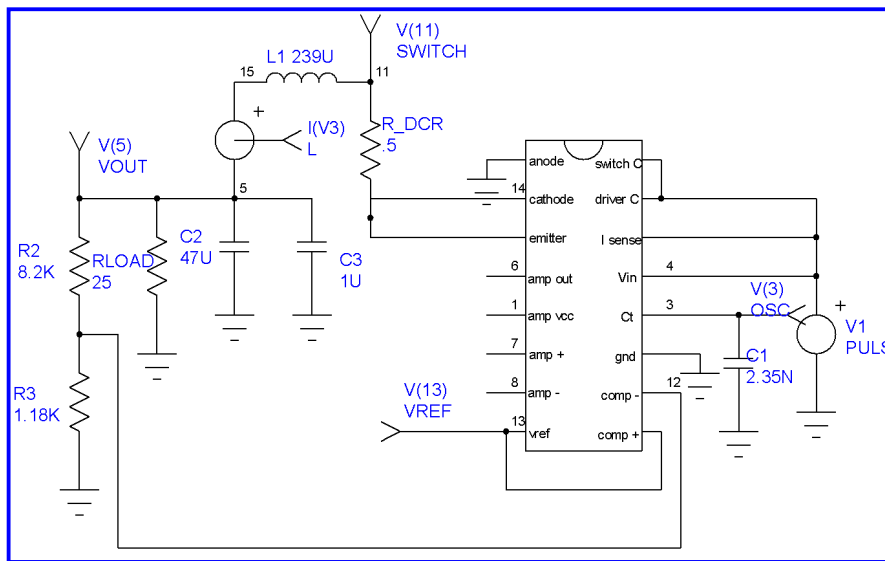 V(11)
SWITCH
L1 239U
15
11
I(V3)
L
R_DCR
.5
V(5)
VOUT
5
14
anode
switch C
cathode
driver C
emitter
I sense
6
amp out
Vin
4
1
amp vcc
Ct
3
7
amp +
gnd
8
amp -
comp -
12
13
vref
comp +
R2
8.2K
RLOAD
25
C2
47U
C3
1U
R3
1.18K
V(13)
VREF
V(3)
OSC
C1
2.35N
V1
PULS
+
+